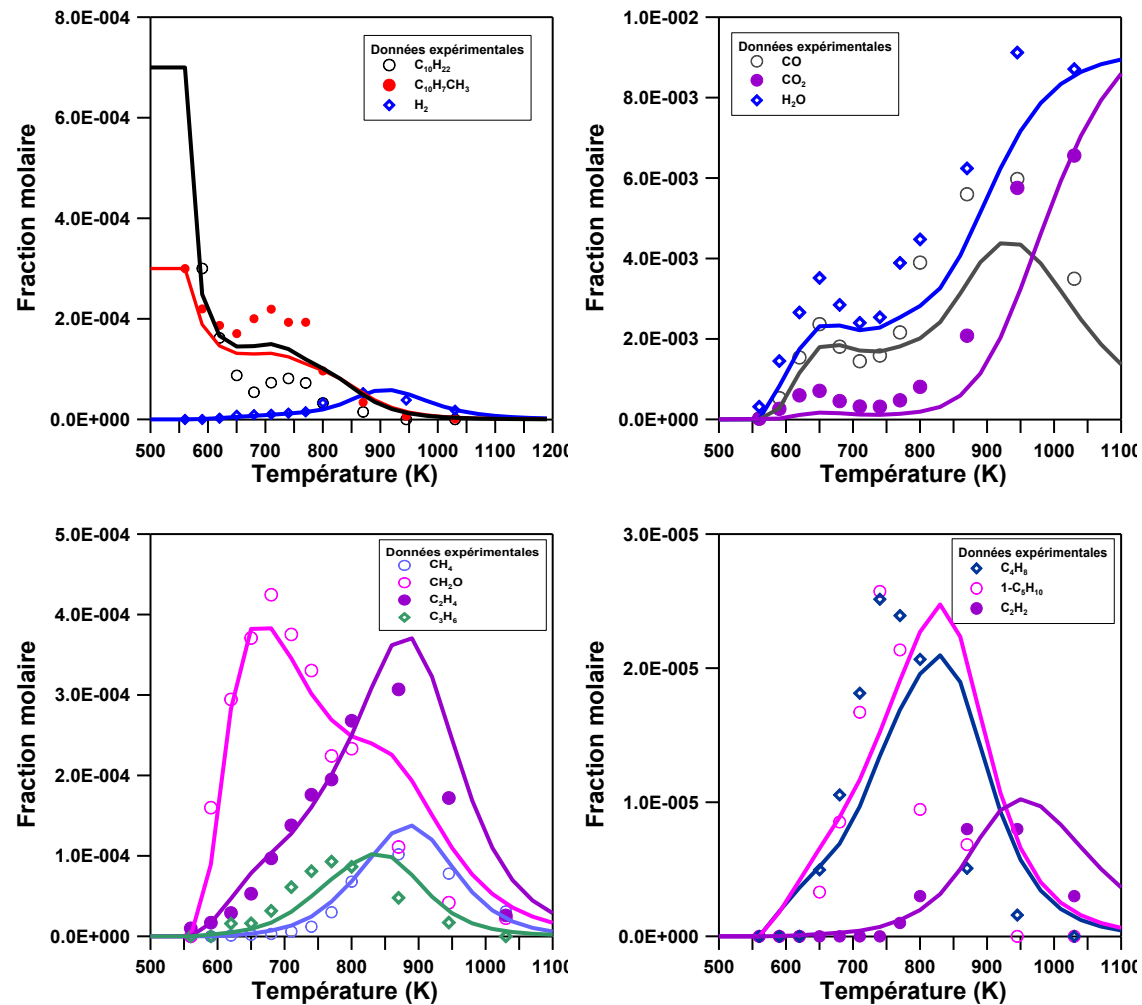 8.0E-004
6.0E-004
4.0E-004
2.0E-004
0.0E+000
Fraction molaire
Données expérimentales
C₁₀H₂₂
C₁₀H₇CH₃
H₂
500 600 700 800 900 1000 1100 1200
Température (K)
1.0E-002
8.0E-003
6.0E-003
4.0E-003
2.0E-003
0.0E+000
Fraction molaire
Données expérimentales
CO
CO₂
H₂O
500 600 700 800 900 1000 1100
Température (K)
5.0E-004
4.0E-004
3.0E-004
2.0E-004
1.0E-004
0.0E+000
Fraction molaire
Données expérimentales
CH₄
CH₂O
C₂H₄
C₃H₆
500 600 700 800 900 1000 110
Température (K)
3.0E-005
2.0E-005
1.0E-005
0.0E+000
Fraction molaire
Données expérimentales
C₄H₈
1-C₅H₁₀
C₂H₂
500 600 700 800 900 1000 1100
Température (K)